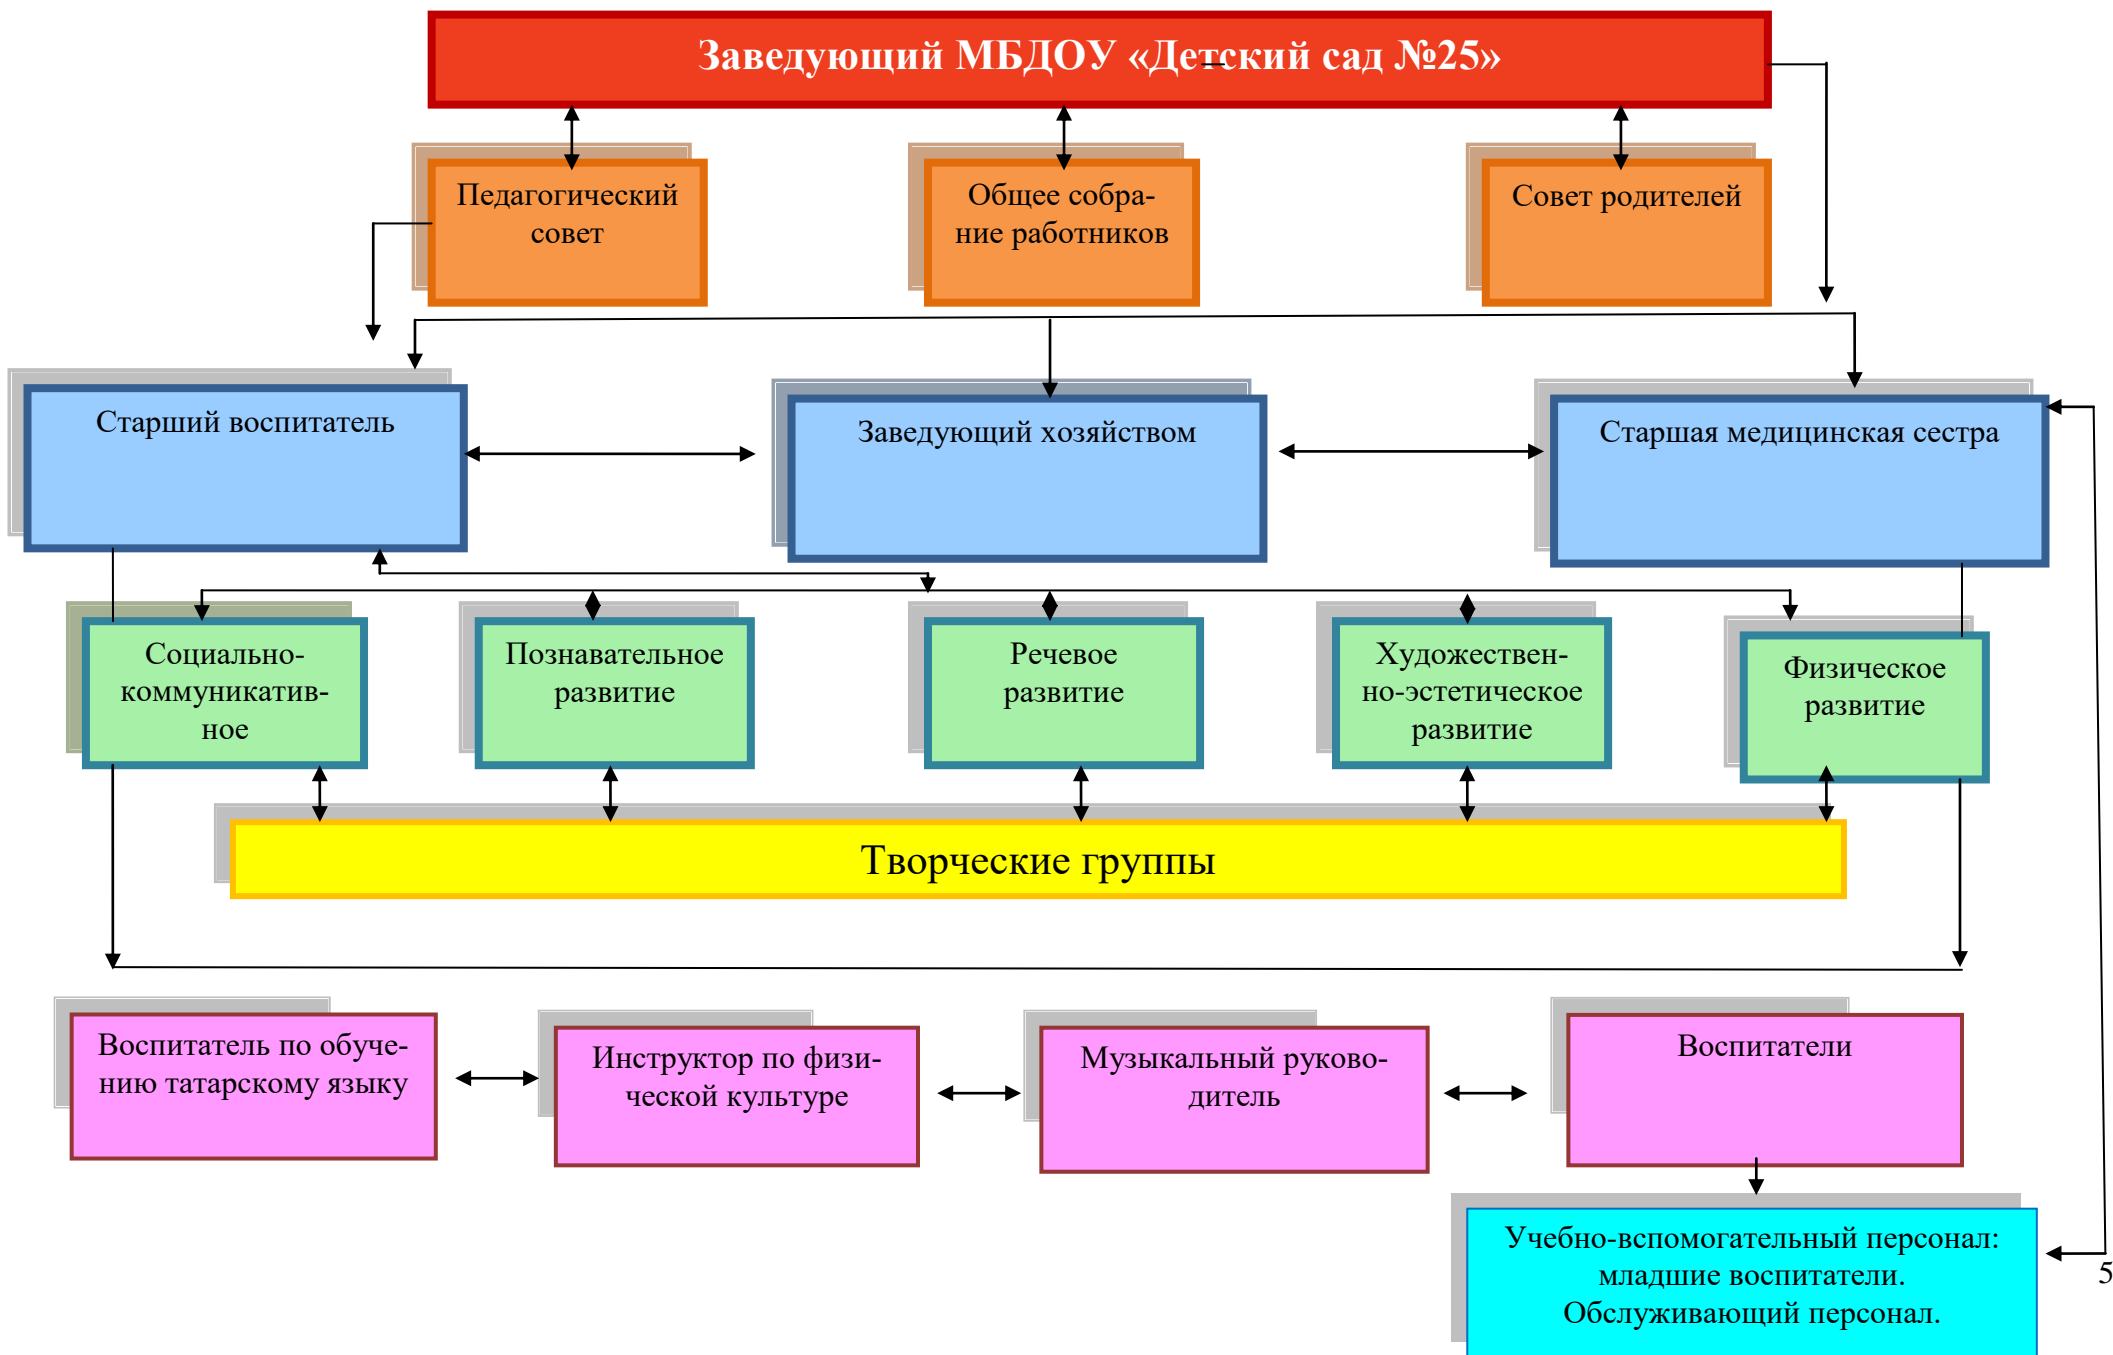 Заведующий МБДОУ «Детский сад №25»
Педагогический
совет
Общее собра-
ние работников
Совет родителей
Старший воспитатель
Заведующий хозяйством
Старшая медицинская сестра
Социально-
коммуникатив-
ное
Познавательное
развитие
Речевое
развитие
Художествен-
но-эстетическое
развитие
Физическое
развитие
Творческие группы
Воспитатель по обуче-
нию татарскому языку
Инструктор по физи-
ческой культуре
Музыкальный руково-
дитель
Воспитатели
Учебно-вспомогательный персонал:
младшие воспитатели.
Обслуживающий персонал.
5